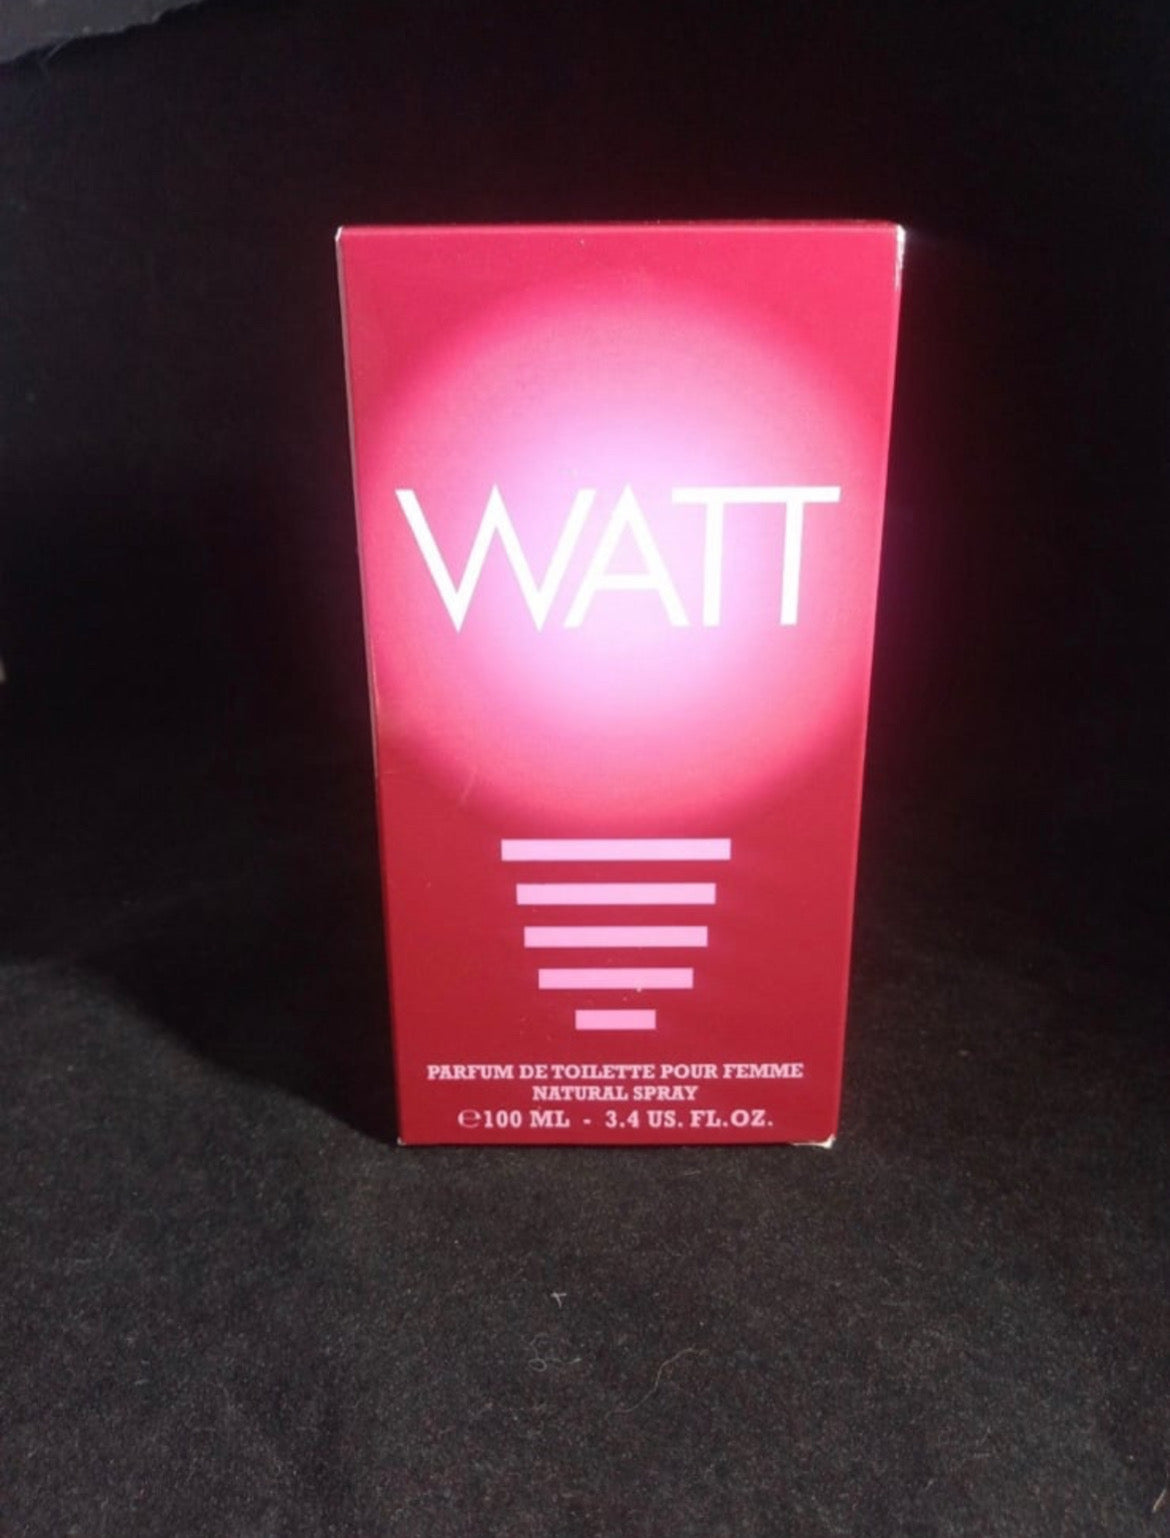 WATT
PARFUM DE TOILETTE POUR FEMME
NATURAL SPRAY
℮100 ML - 3.4 US. FL.OZ.